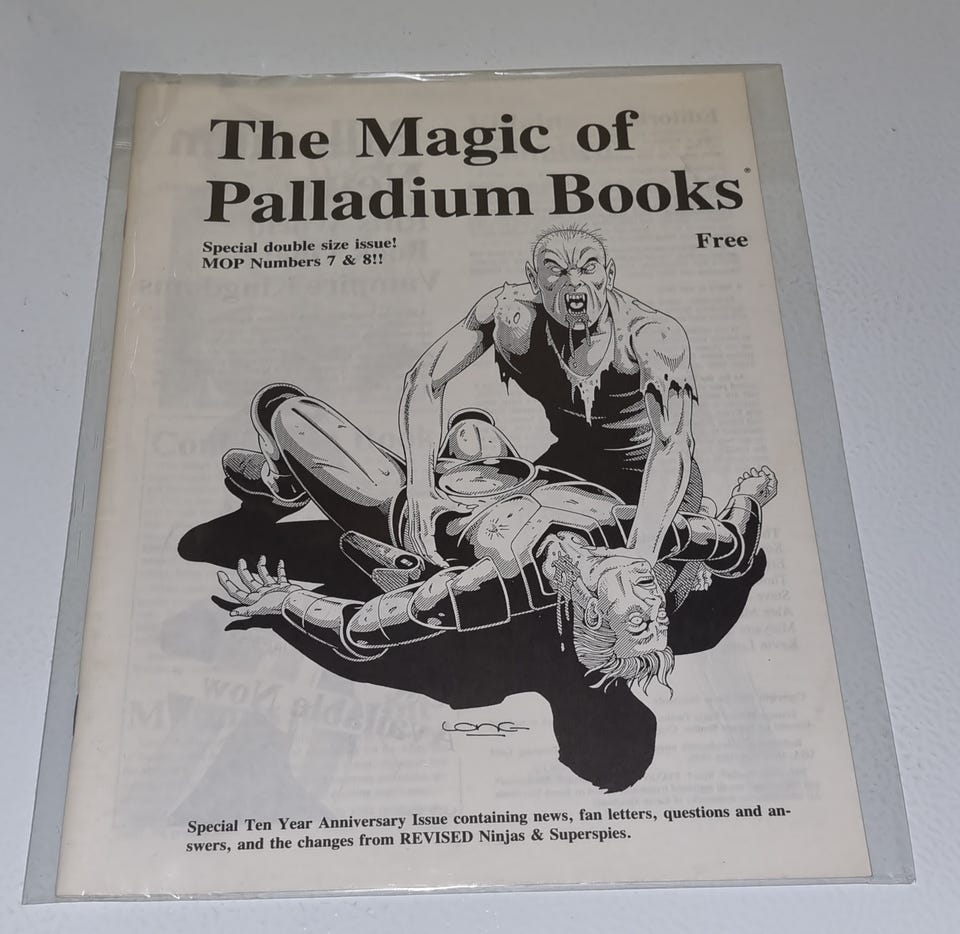 The Magic of
Palladium Books®
Special double size issue!
MOP Numbers 7 & 8!!
Free
LONG
Special Ten Year Anniversary Issue containing news, fan letters, questions and an-
swers, and the changes from REVISED Ninjas & Superspies.